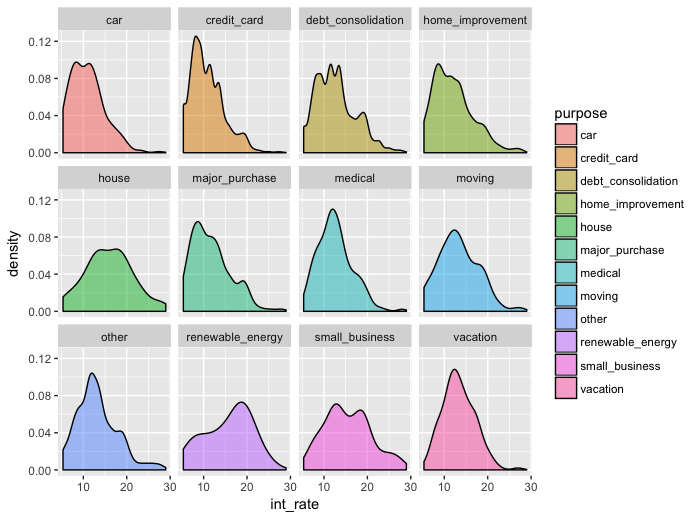 car credit_card debt_consolidation home_improvement
0.12
0.08
0.04
0.00
house major_purchase medical moving
0.12
0.08
0.04
0.00
other renewable_energy small_business vacation
0.12
0.08
0.04
0.00
10 20 30 10 20 30 10 20 30 10 20 30
int_rate
density
purpose
car
credit_card
debt_consolidation
home_improvement
house
major_purchase
medical
moving
other
renewable_energy
small_business
vacation